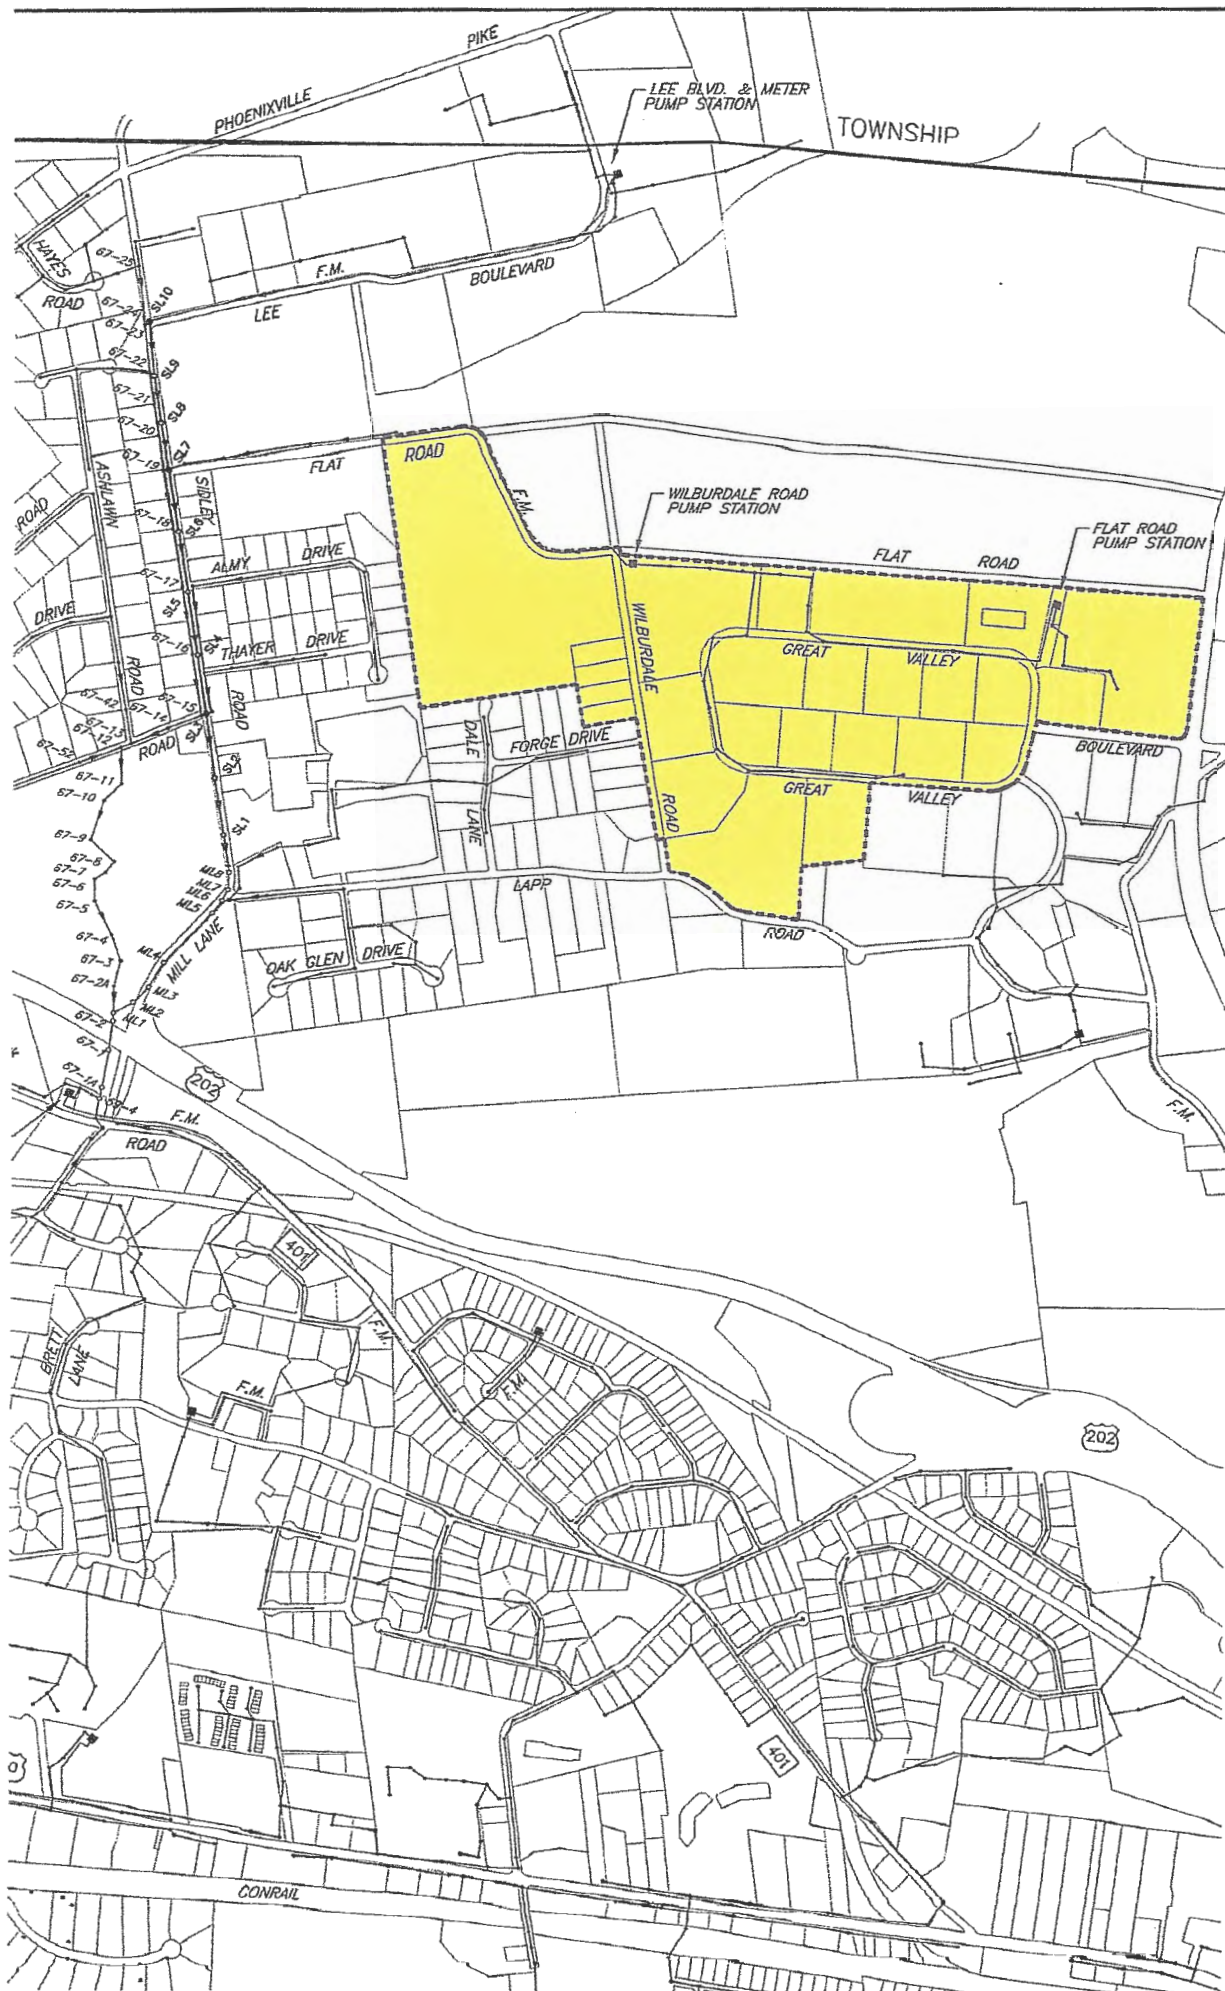 PIKE
PHOENIXVILLE
LEE BLVD. & METER
PUMP STATION
TOWNSHIP
HAYES
ROAD
67-25
SL10
67-24
67-23
F.M.
BOULEVARD
LEE
67-22
SL9
67-21
SL8
67-20
SL7
67-19
FLAT
ROAD
ASHLAWN
ROAD
SIDLEY
ROAD
F.M.
WILBURDALE ROAD
PUMP STATION
FLAT ROAD
PUMP STATION
FLAT
ROAD
ROAD
67-18
SL6
ALMY
DRIVE
67-17
SL5
DRIVE
67-16
SL4
THAYER
DRIVE
WILBURDALE
ROAD
GREAT
VALLEY
67-42
67-15
67-14
67-13
67-12
SL3
67-55
ROAD
SL2
DALE
LANE
FORGE DRIVE
BOULEVARD
67-11
67-10
GREAT
VALLEY
67-9
SL1
67-8
67-7
67-6
67-5
ML8
ML7
ML6
ML5
LAPP
ROAD
67-4
ML4
MILL LANE
67-3
OAK GLEN
DRIVE
67-2A
ML3
ML2
ML1
67-2
67-1
67-1A
202
F.M.
F.M.
ROAD
401
F.M.
BRETT
LANE
F.M.
F.M.
202
401
CONRAIL